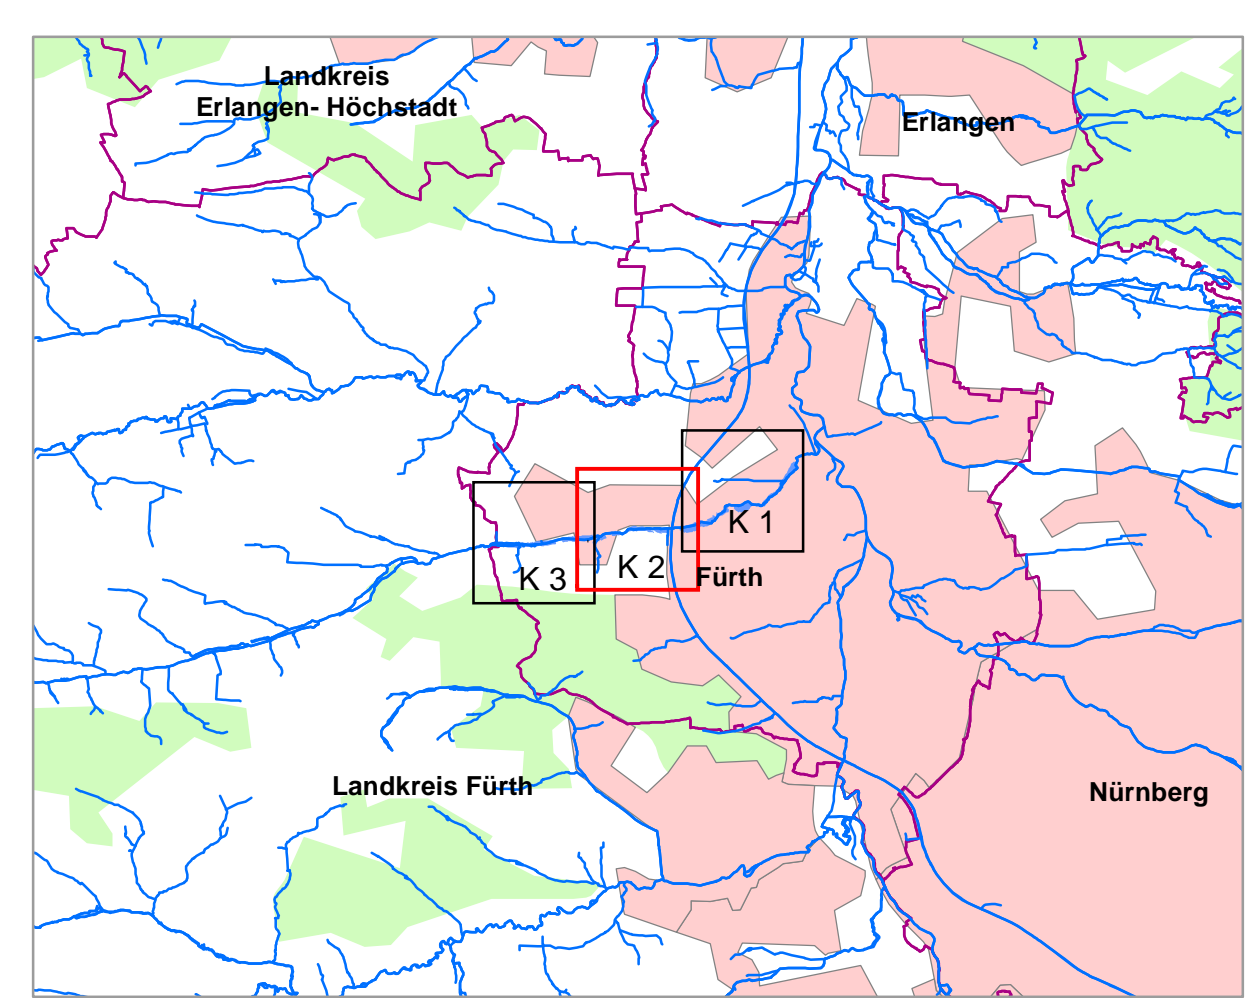 Landkreis
Erlangen- Höchstadt
Erlangen
K 1
K 2
K 3
Fürth
Landkreis Fürth
Nürnberg